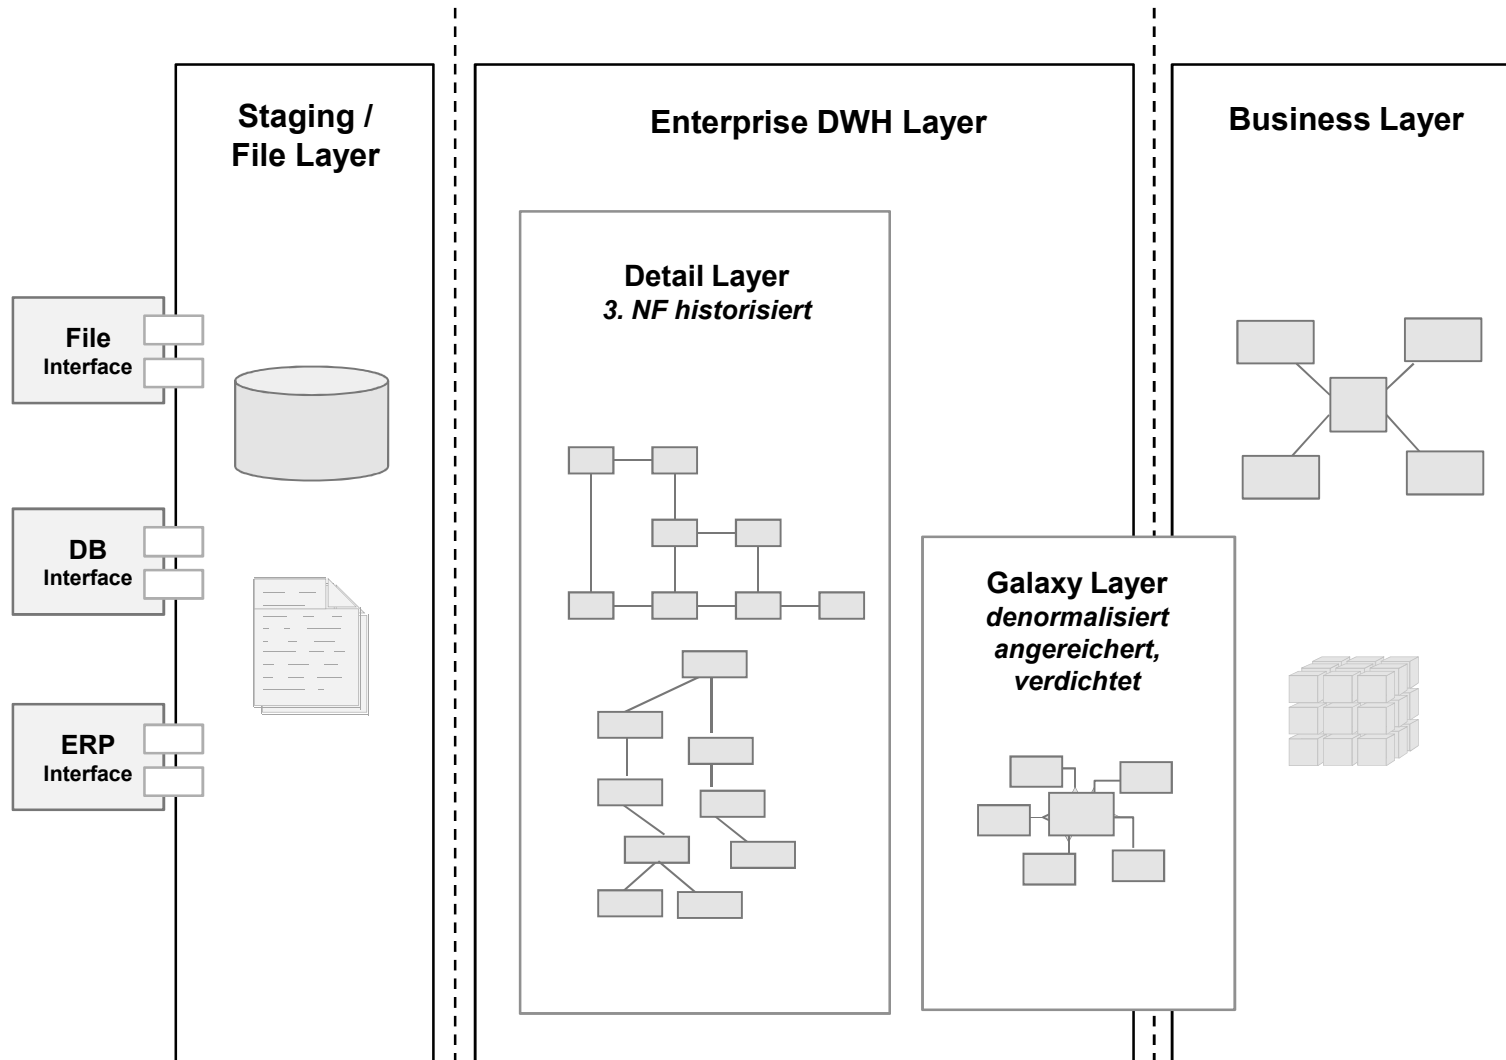 Staging /
File Layer
Enterprise DWH Layer
Business Layer
Detail Layer
3. NF historisiert
File
Interface
DB
Interface
ERP
Interface
Galaxy Layer
denormalisiert
angereichert,
verdichtet